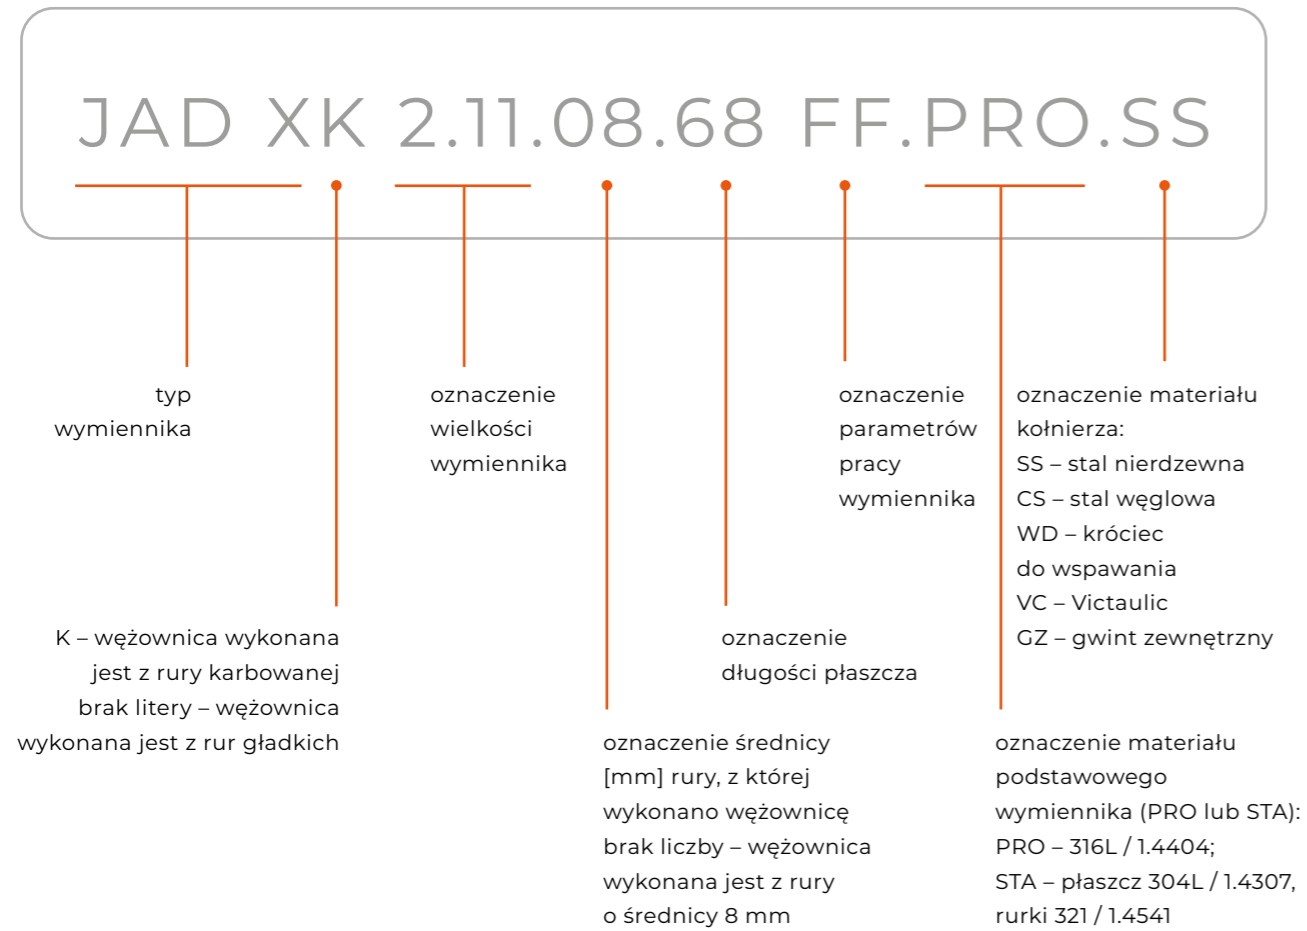 JAD XK 2.11.08.68 FF.PRO.SS
typ
wymiennika
oznaczenie
wielkości
wymiennika
oznaczenie
parametrów
pracy
wymiennika
oznaczenie materiału
kołnierza:
SS – stal nierdzewna
CS – stal węglowa
WD – króciec
do wspawania
VC – Victaulic
GZ – gwint zewnętrzny
K – wężownica wykonana
jest z rury karbowanej
brak litery – wężownica
wykonana jest z rur gładkich
oznaczenie
długości płaszcza
oznaczenie średnicy
[mm] rury, z której
wykonano wężownicę
brak liczby – wężownica
wykonana jest z rury
o średnicy 8 mm
oznaczenie materiału
podstawowego
wymiennika (PRO lub STA):
PRO – 316L / 1.4404;
STA – płaszcz 304L / 1.4307,
rurki 321 / 1.4541